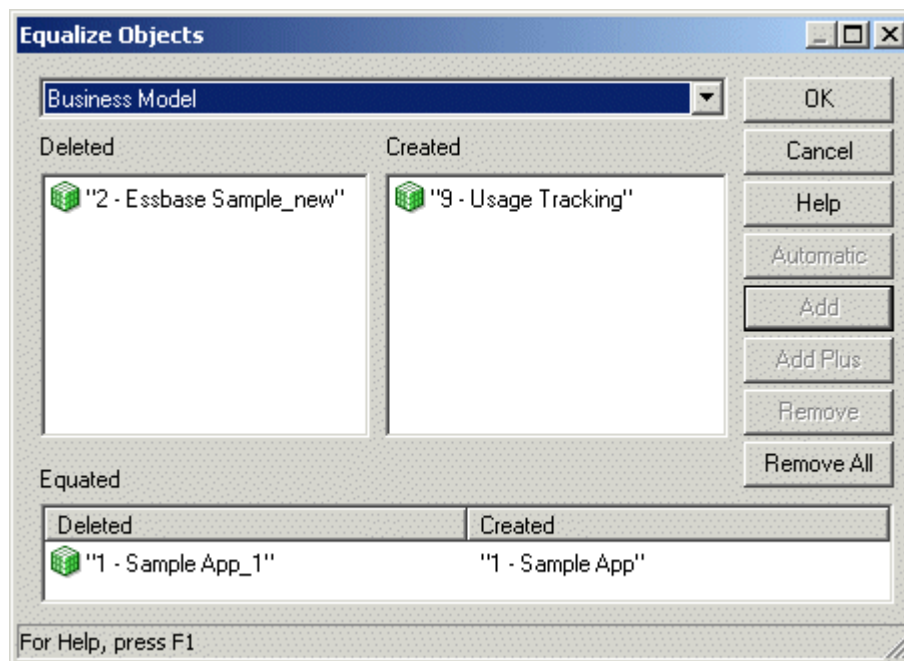 Equalize Objects
Business Model
OK
Deleted
Created
Cancel
"2 - Essbase Sample_new"
"9 - Usage Tracking"
Help
Automatic
Add
Add Plus
Remove
Remove All
Equated
Deleted
Created
"1 - Sample App_1"
"1 - Sample App"
For Help, press F1